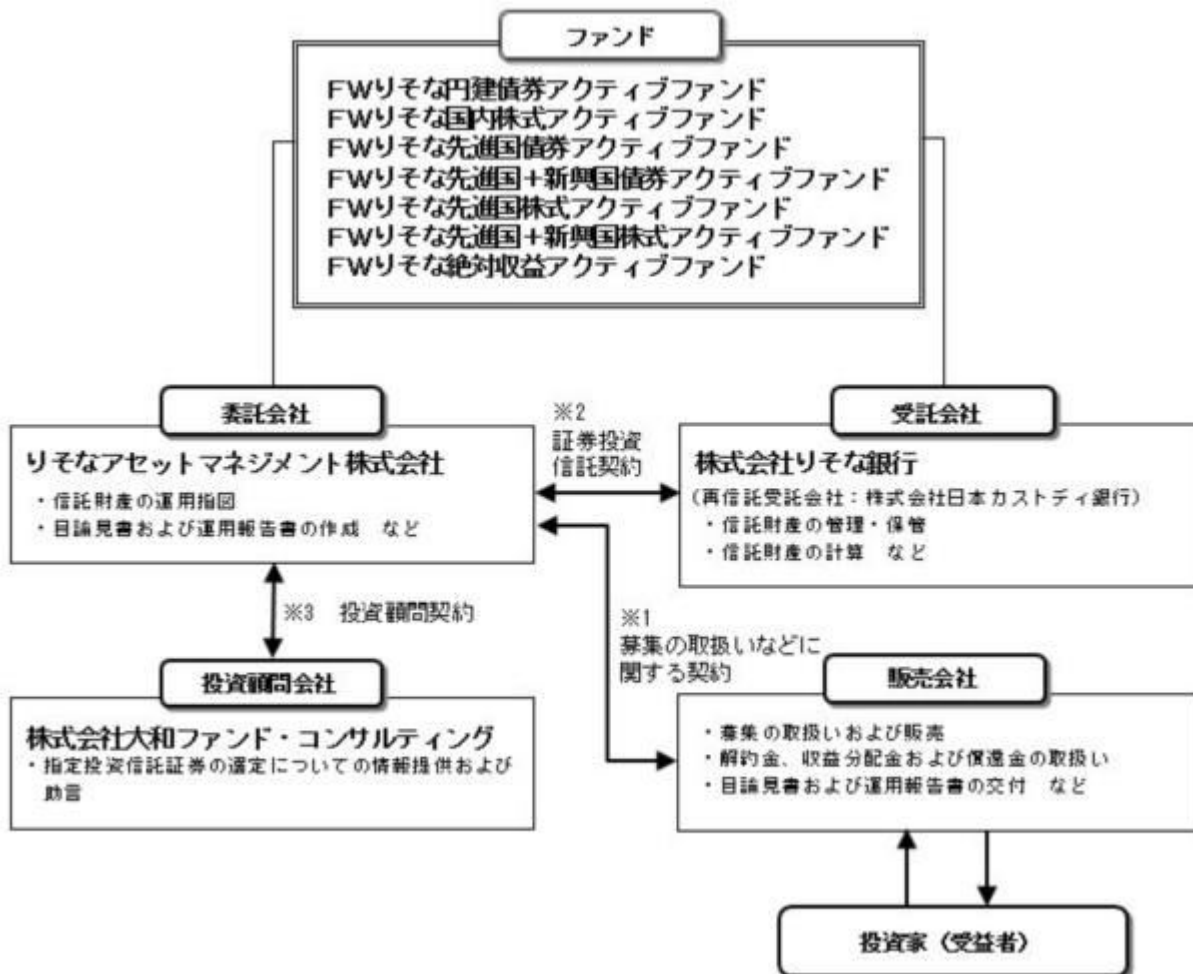 ファンド
FWりそな円建債券アクティブファンド
FWりそな国内株式アクティブファンド
FWりそな先進国債券アクティブファンド
FWりそな先進国+新興国債券アクティブファンド
FWりそな先進国株式アクティブファンド
FWりそな先進国+新興国株式アクティブファンド
FWりそな絶対収益アクティブファンド
委託会社
りそなアセットマネジメント株式会社
・信託財産の運用指図
・目論見書および運用報告書の作成 など
※2
証券投資
信託契約
受託会社
株式会社りそな銀行
(再信託受託会社:株式会社日本カストディ銀行)
・信託財産の管理・保管
・信託財産の計算 など
※3 投資顧問契約
※1
募集の取扱いなどに
関する契約
投資顧問会社
株式会社大和ファンド・コンサルティング
・指定投資信託証券の選定についての情報提供および
助言
販売会社
・募集の取扱いおよび販売
・解約金、収益分配金および償還金の取扱い
・目論見書および運用報告書の交付 など
投資家(受益者)